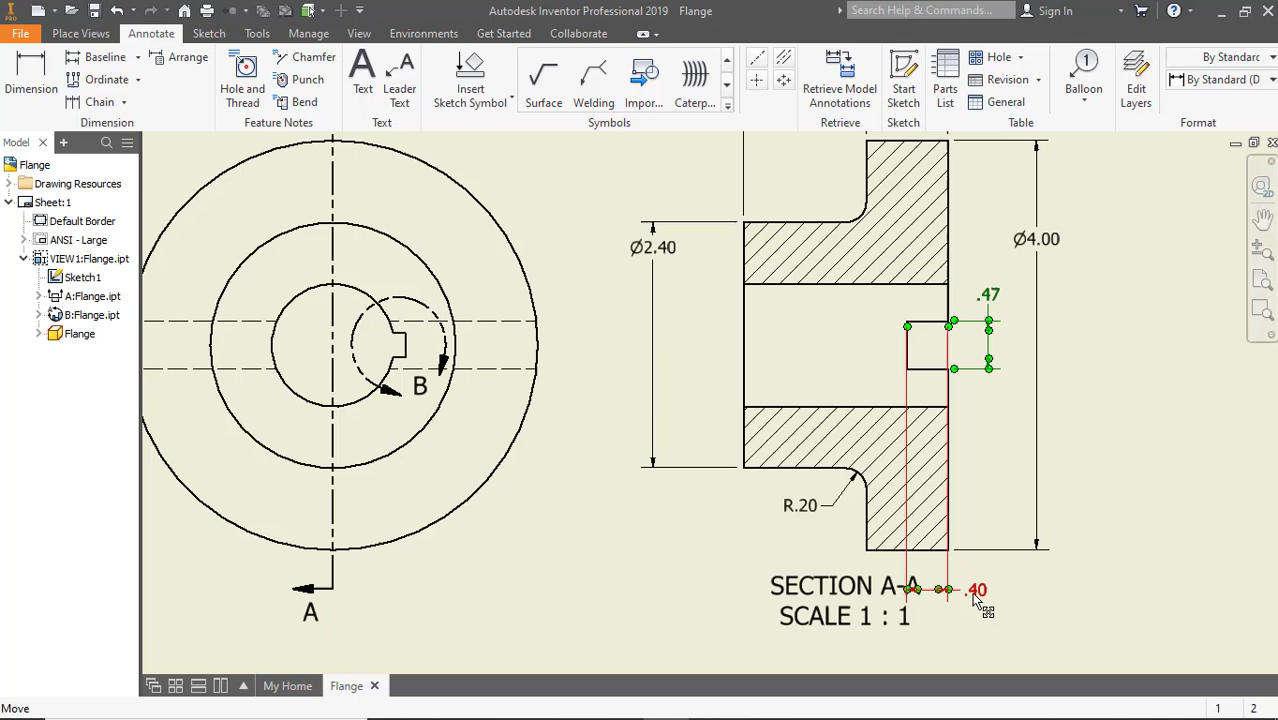 PRO
Autodesk Inventor Professional 2019 Flange
Search Help & Commands...
Sign In
File Place Views Annotate Sketch Tools Manage View Environments Get Started Collaborate
Dimension
Baseline
Ordinate
Chain
Arrange
Dimension
Hole and Thread
Chamfer
Punch
Bend
Feature Notes
Text
Leader Text
Text
Insert Sketch Symbol
Surface
Welding
Impor...
Caterp...
Symbols
Retrieve Model Annotations
Retrieve
Start Sketch
Sketch
Parts List
Hole
Revision
General
Table
Balloon
Edit Layers
By Standarc
By Standard (D
Format
Model
Flange
Drawing Resources
Sheet:1
Default Border
ANSI - Large
VIEW1:Flange.ipt
Sketch1
A:Flange.ipt
B:Flange.ipt
Flange
Ø2.40
Ø4.00
.47
B
R.20
A
SECTION A-A
SCALE 1 : 1
.40
My Home
Flange
Move
1 2